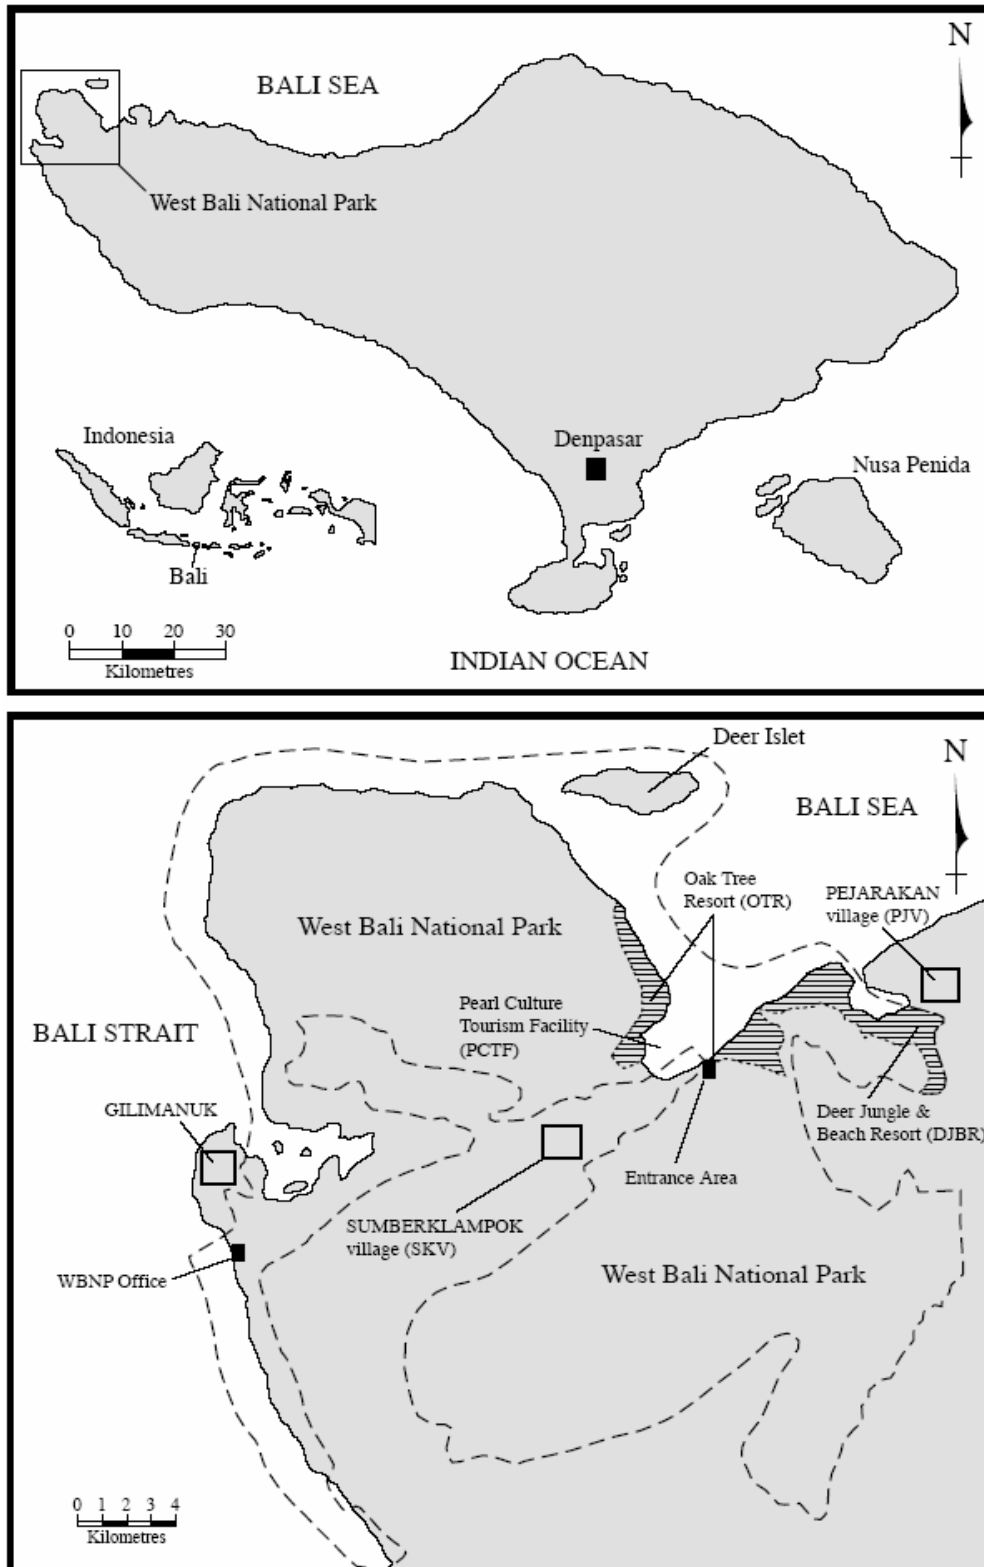 N
BALI SEA
West Bali National Park
Denpasar
Indonesia
Nusa Penida
Bali
0 10 20 30
Kilometres
INDIAN OCEAN
Deer Islet
N
BALI SEA
Oak Tree
Resort (OTR)
PEJARAKAN
village (PJV)
West Bali National Park
Pearl Culture
Tourism Facility
(PCTF)
BALI STRAIT
GILIMANUK
Deer Jungle &
Beach Resort (DJBR)
Entrance Area
SUMBERKLAMPOK
village (SKV)
WBNP Office
West Bali National Park
0 1 2 3 4
Kilometres